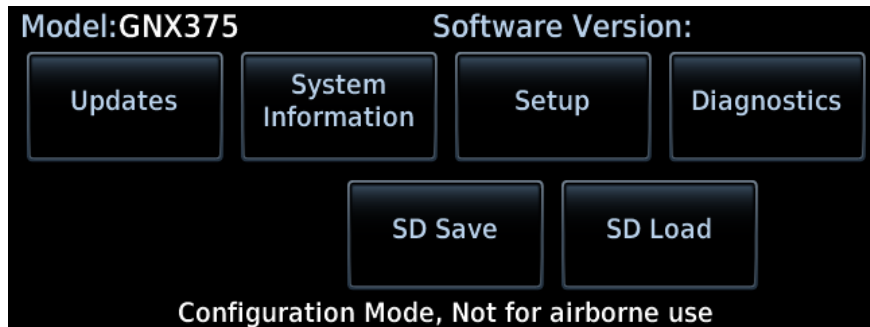 Model:GNX375 Software Version:
Updates
System
Information
Setup
Diagnostics
SD Save
SD Load
Configuration Mode, Not for airborne use